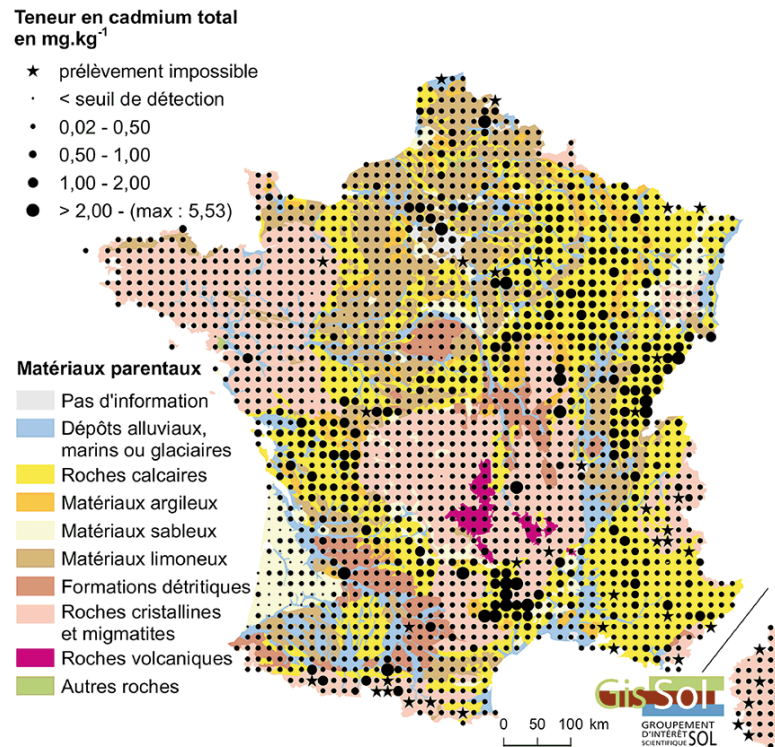 Teneur en cadmium total
en mg.kg-1
prélèvement impossible
< seuil de détection
0,02 - 0,50
0,50 - 1,00
1,00 - 2,00
> 2,00 - (max : 5,53)
Matériaux parentaux
Pas d'information
Dépôts alluviaux,
marins ou glaciaires
Roches calcaires
Matériaux argileux
Matériaux sableux
Matériaux limoneux
Formations détritiques
Roches cristallines
et migmatites
Roches volcaniques
Autres roches
0 50 100 km
GisSol
GROUPEMENT
D'INTÉRÊT
SCIENTIFIQUE SOL